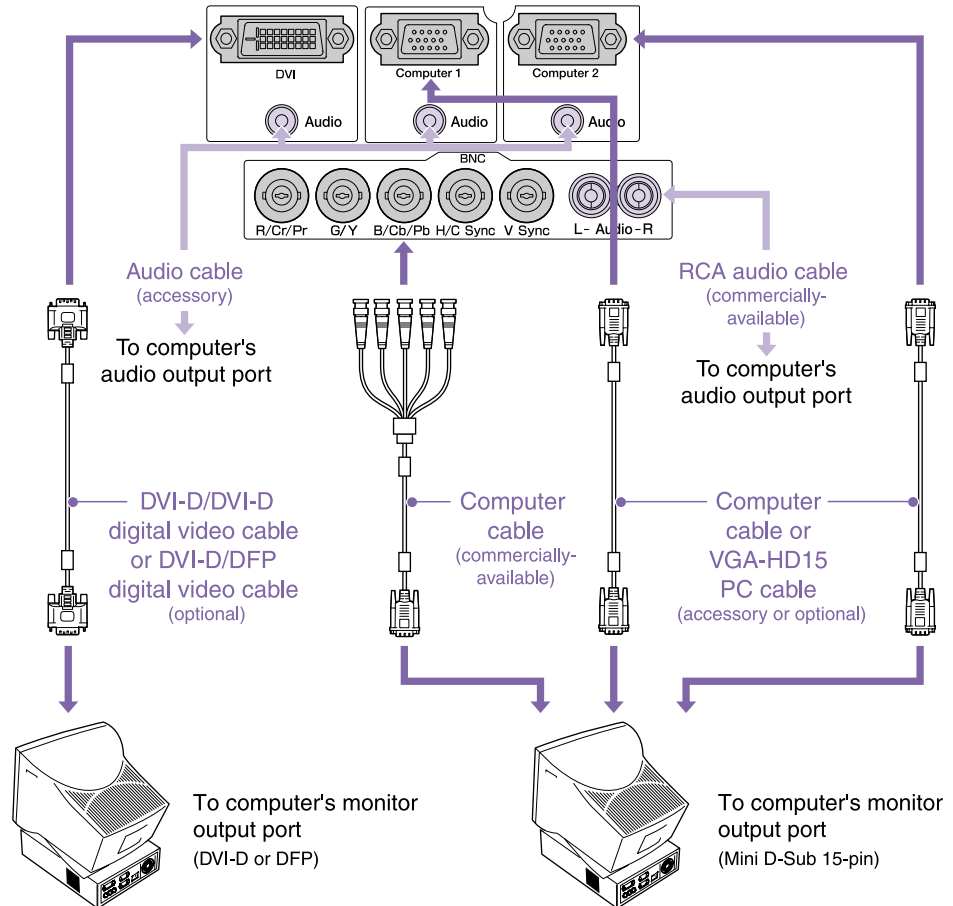 DVI
Computer 1
Computer 2
Audio
Audio
Audio
BNC
R/Cr/Pr
G/Y
B/Cb/Pb
H/C Sync
V Sync
L- Audio -R
Audio cable
(accessory)
To computer's
audio output port
RCA audio cable
(commercially-
available)
To computer's
audio output port
DVI-D/DVI-D
digital video cable
or DVI-D/DFP
digital video cable
(optional)
Computer
cable
(commercially-
available)
Computer
cable or
VGA-HD15
PC cable
(accessory or optional)
To computer's monitor
output port
(DVI-D or DFP)
To computer's monitor
output port
(Mini D-Sub 15-pin)